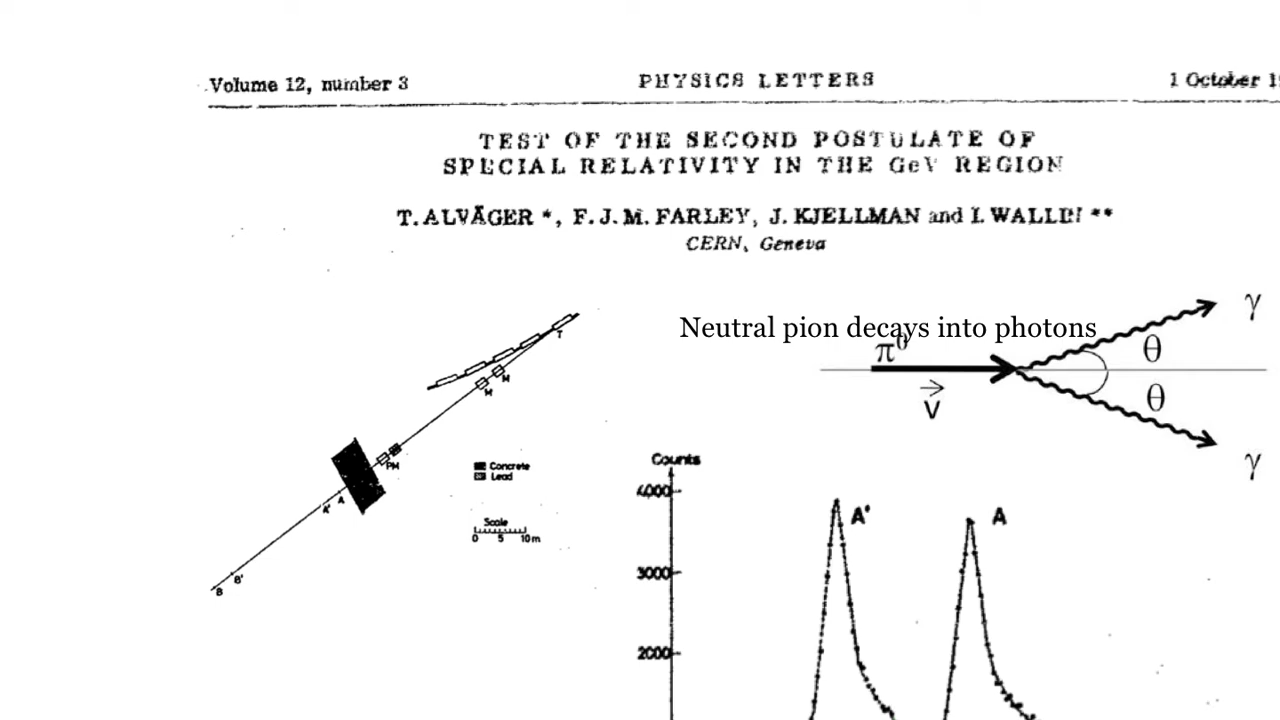 Volume 12, number 3
PHYSICS LETTERS
1 October 1
TEST OF THE SECOND POSTULATE OF
SPECIAL RELATIVITY IN THE GeV REGION
T. ALVÄGER *, F. J. M. FARLEY, J. KJELLMAN and I. WALLIN **
CERN, Geneva
Neutral pion decays into photons
π⁰
v
θ
θ
γ
γ
T
M
M
PM
A
A'
B'
B
Concrete
Lead
Scale
0 5 10m
Counts
4000
3000
2000
A'
A